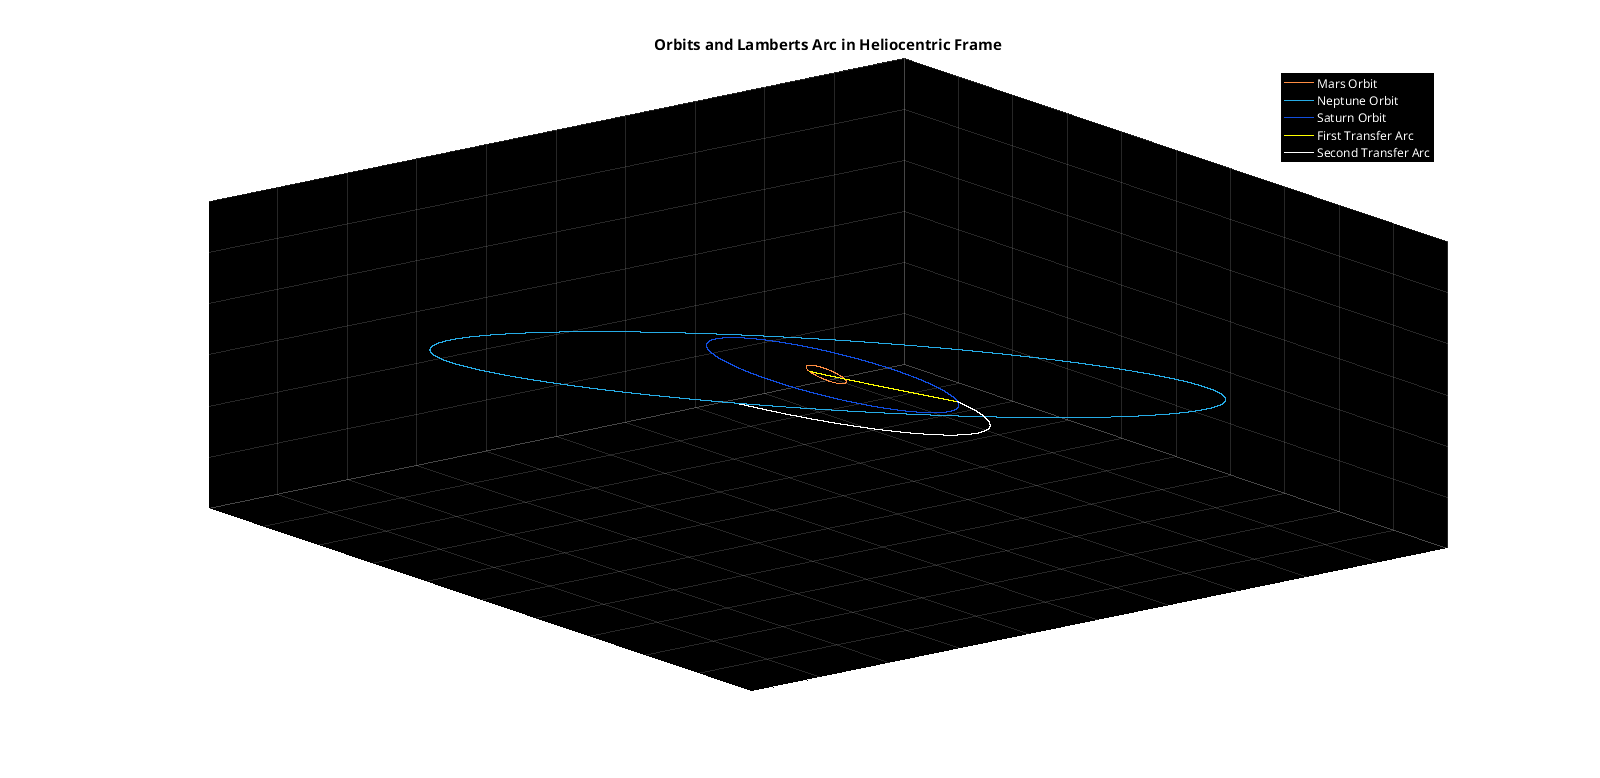 Orbits and Lamberts Arc in Heliocentric Frame
Mars Orbit
Neptune Orbit
Saturn Orbit
First Transfer Arc
Second Transfer Arc